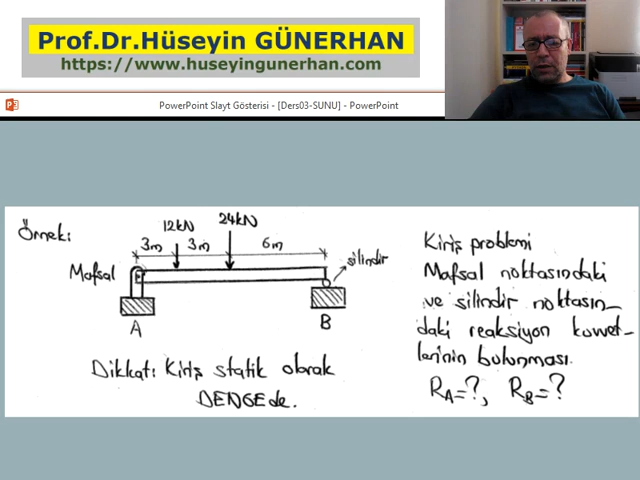 Prof.Dr.Hüseyin GÜNERHAN
https://www.huseyingunerhan.com
PowerPoint Slayt Gösterisi - [Ders03-SUNU] - PowerPoint
Örnek:
12kN
24kN
3m
3m
6m
Mafsal
silindir
A
B
Dikkat: Kiriş statik olarak
DENGEde.
Kiriş problemi
Mafsal noktasındaki
ve silindir noktasın-
daki reaksiyon kuvvet-
lerinin bulunması.
RA=?, RB=?